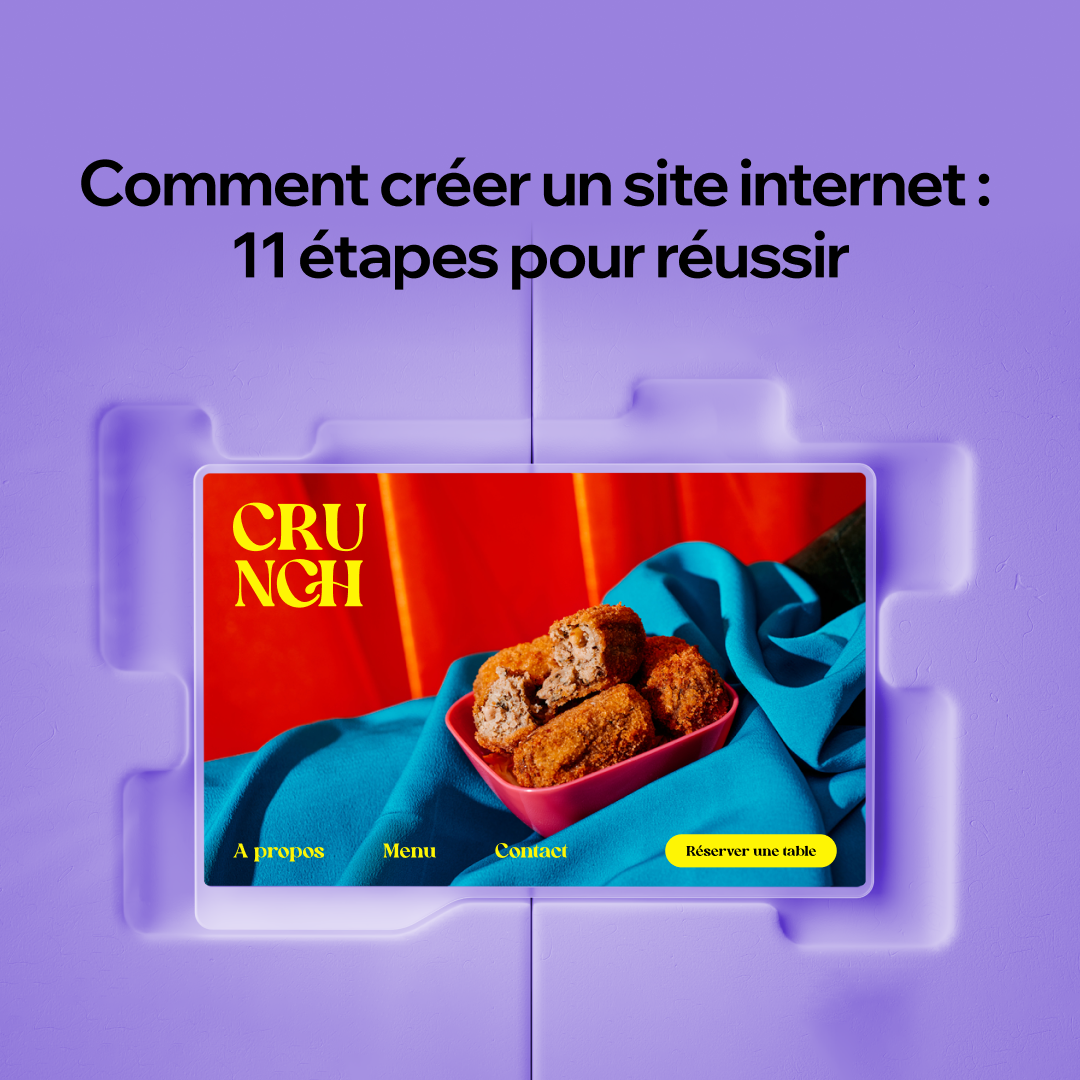 Comment créer un site internet :
11 étapes pour réussir
CRU
NCH
A propos Menu Contact Réserver une table